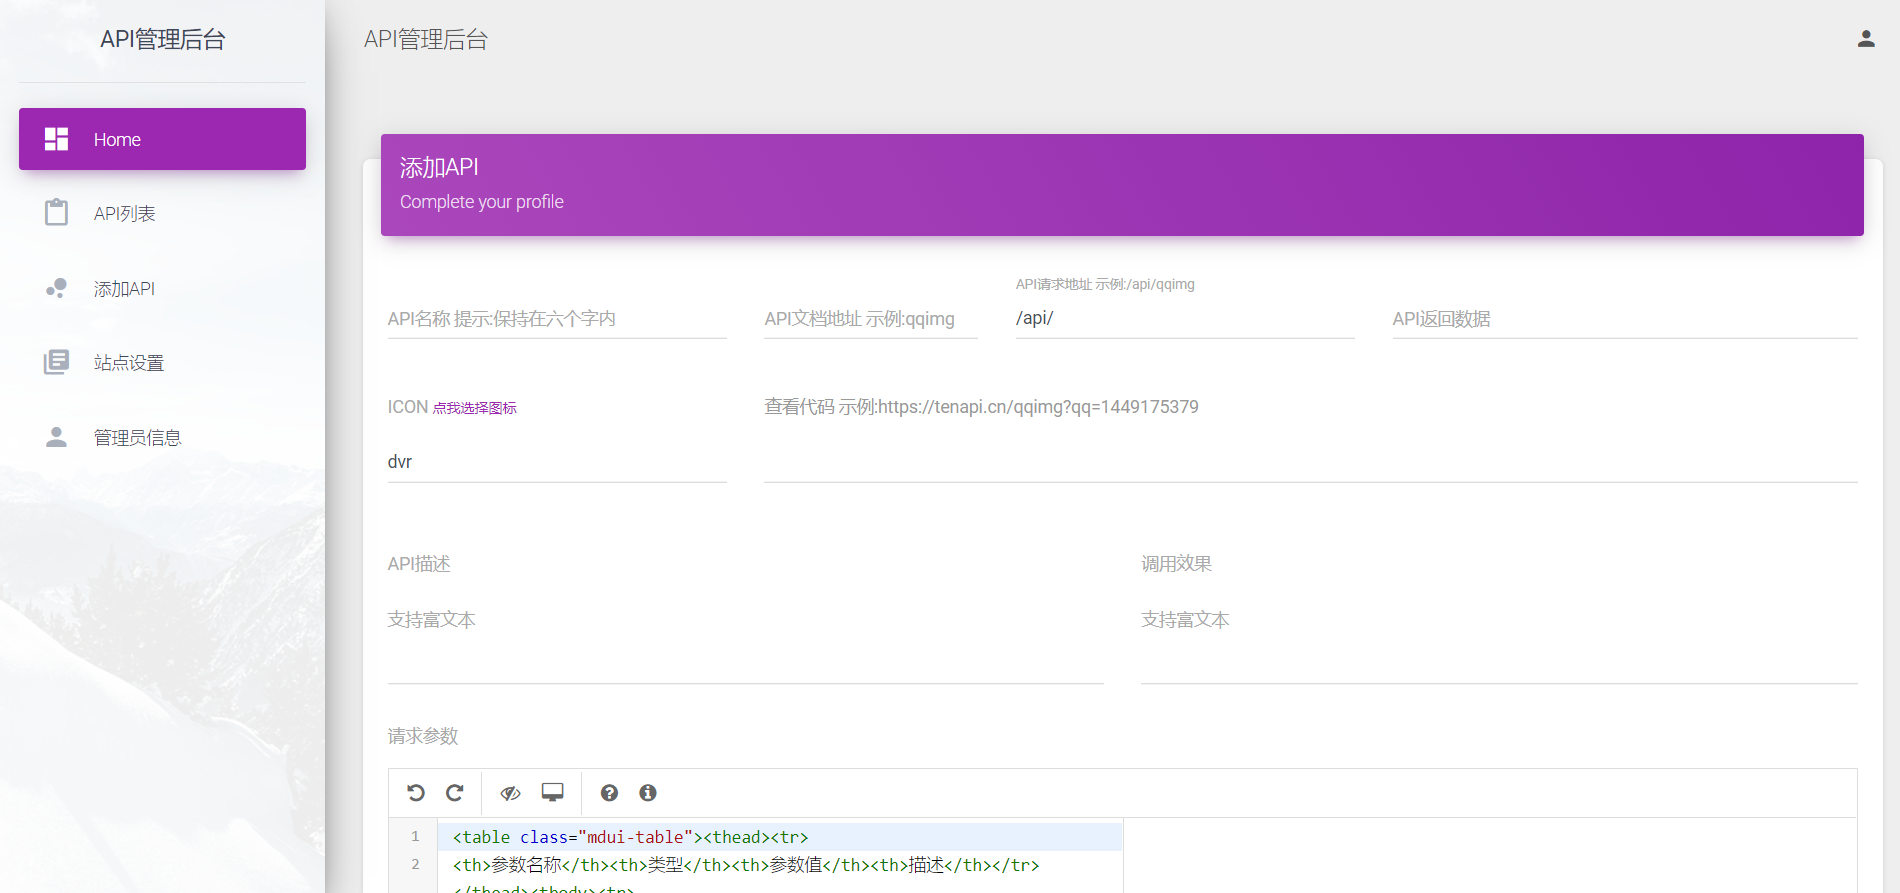 API管理后台
Home
API列表
添加API
站点设置
管理员信息
API管理后台
添加API
Complete your profile
API名称 提示:保持在六个字内
API文档地址 示例:qqimg
API请求地址 示例:/api/qqimg
/api/
API返回数据
ICON 点我选择图标
dvr
查看代码 示例:https://tenapi.cn/qqimg?qq=1449175379
API描述
支持富文本
调用效果
支持富文本
请求参数
1 <table class="mdui-table"><thead><tr>
2 <th>参数名称</th><th>类型</th><th>参数值</th><th>描述</th></tr>
</thead><tbody><tr>